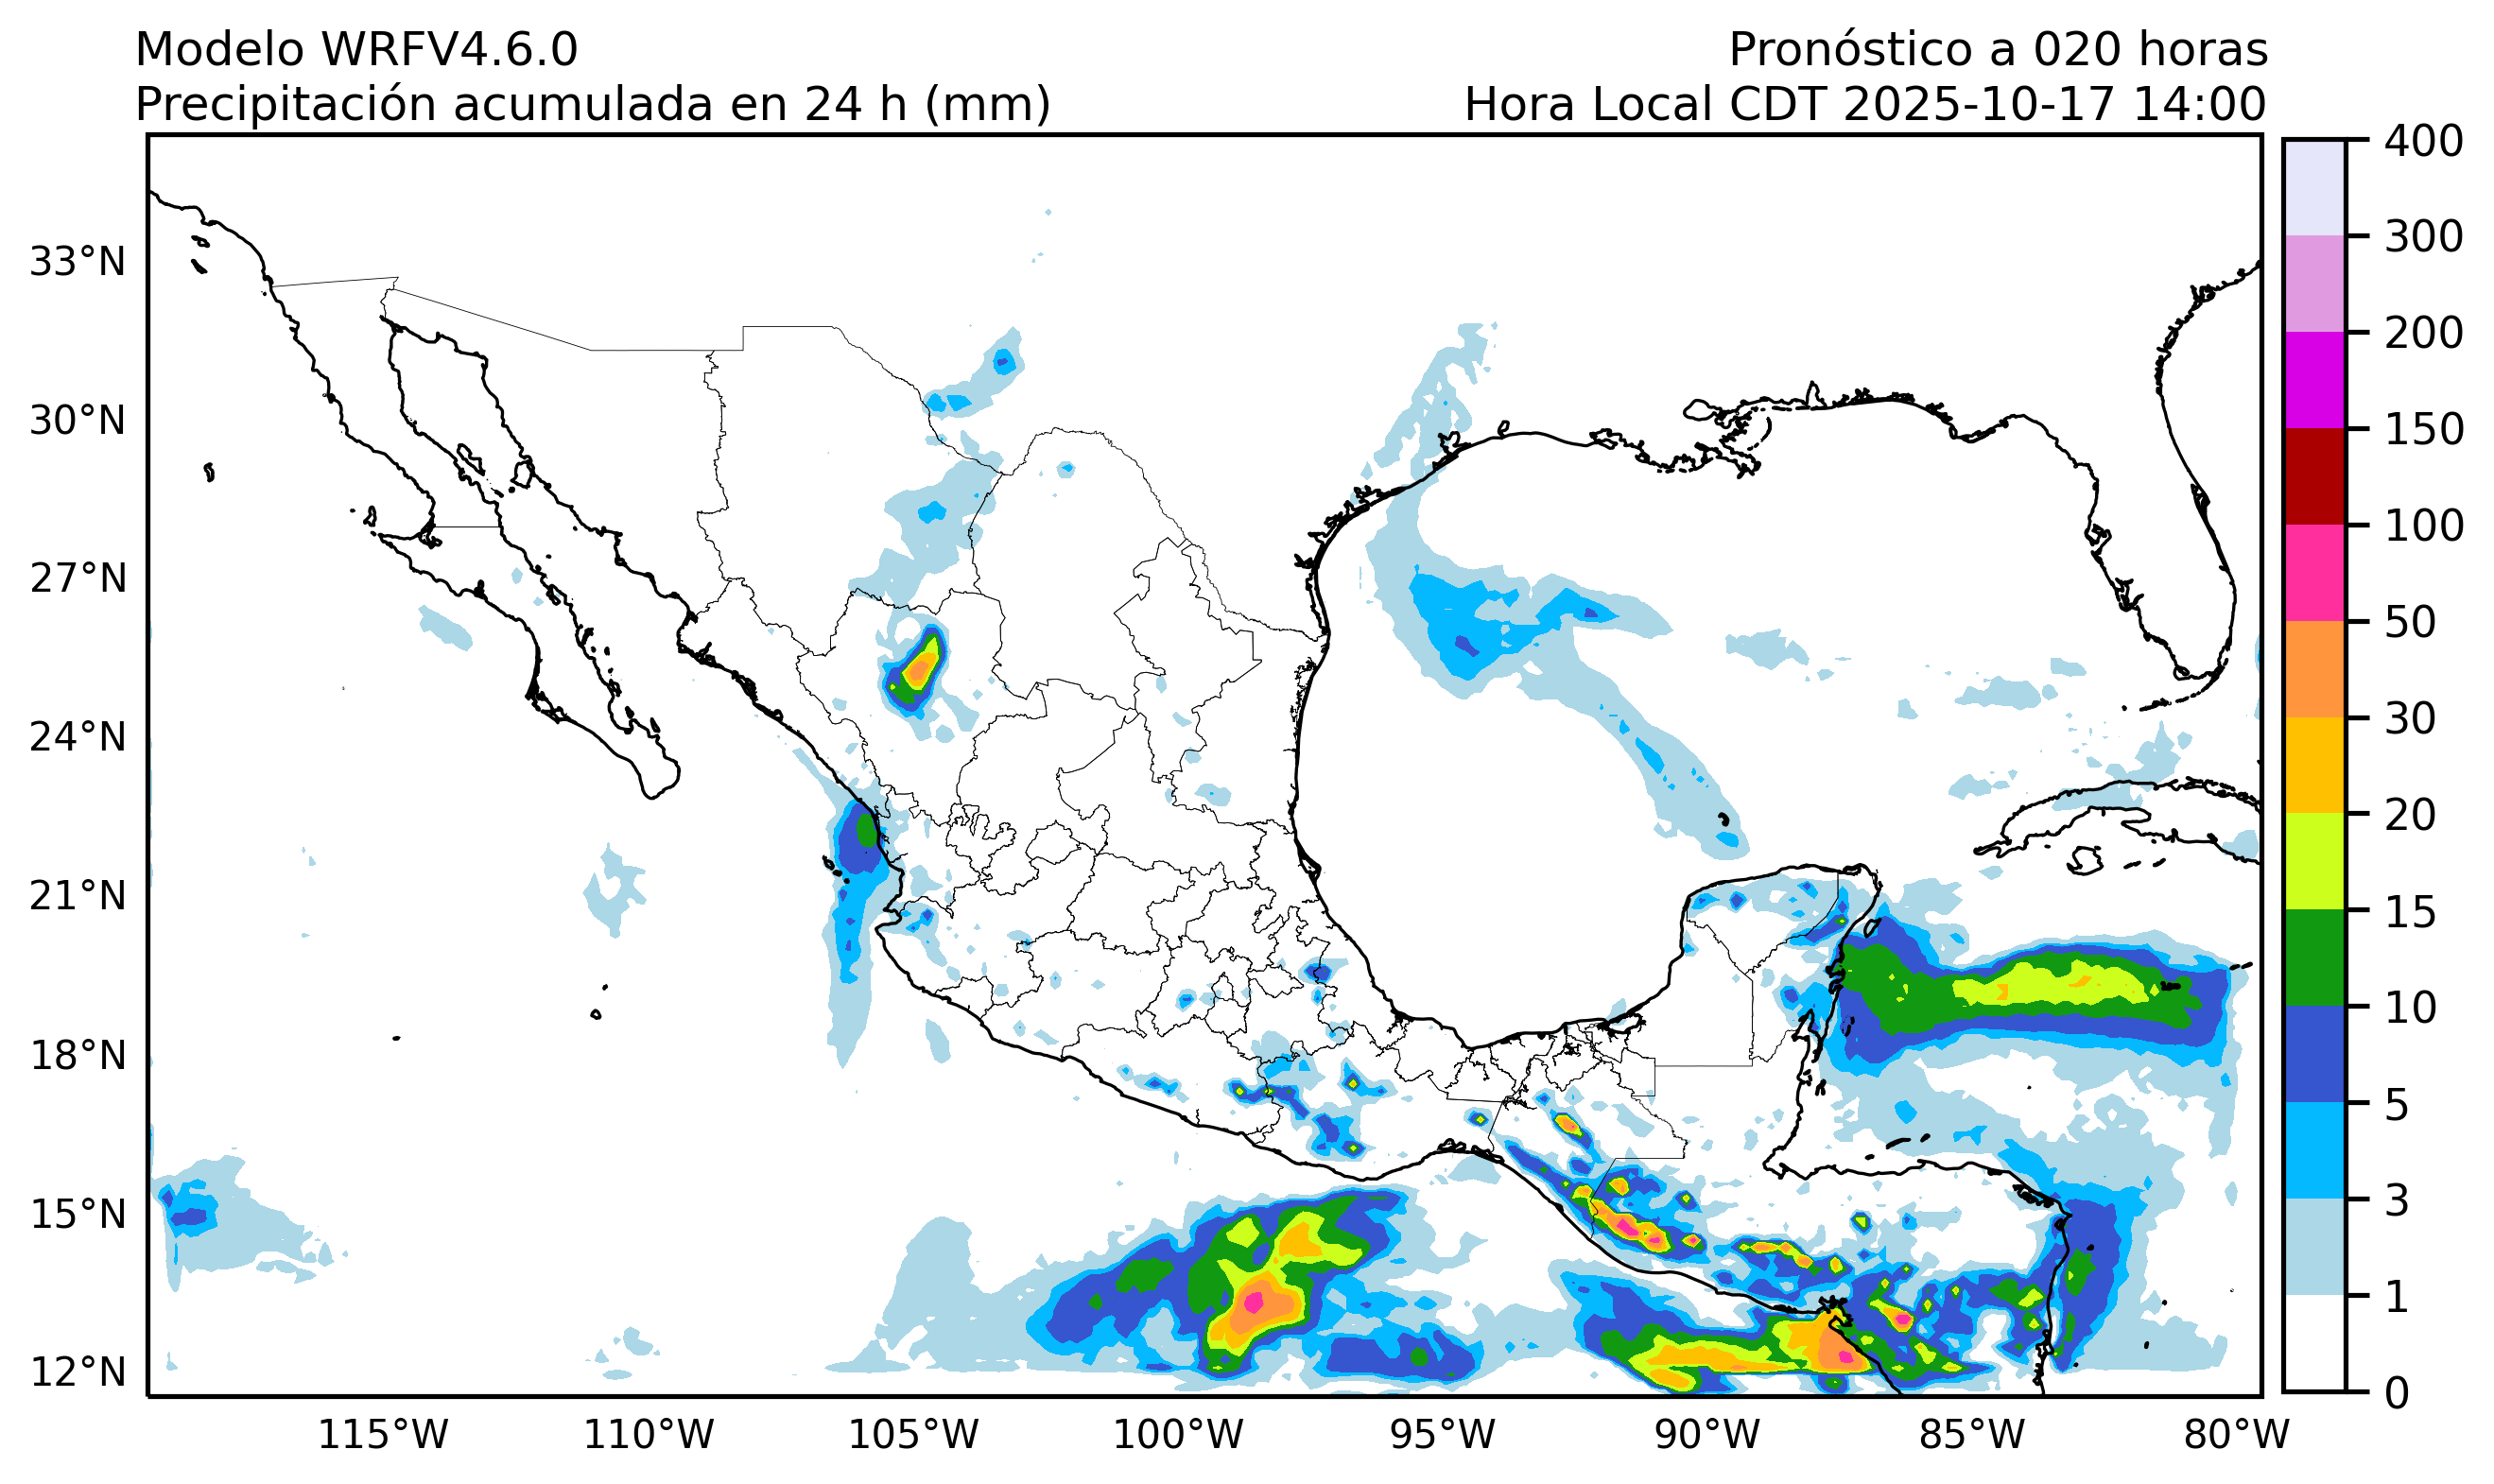 Modelo WRFV4.6.0
Pronóstico a 020 horas
Precipitación acumulada en 24 h (mm)
Hora Local CDT 2025-10-17 14:00
400
300
200
150
100
50
30
20
15
10
5
3
1
0
33°N
30°N
27°N
24°N
21°N
18°N
15°N
12°N
115°W 110°W 105°W 100°W 95°W 90°W 85°W 80°W